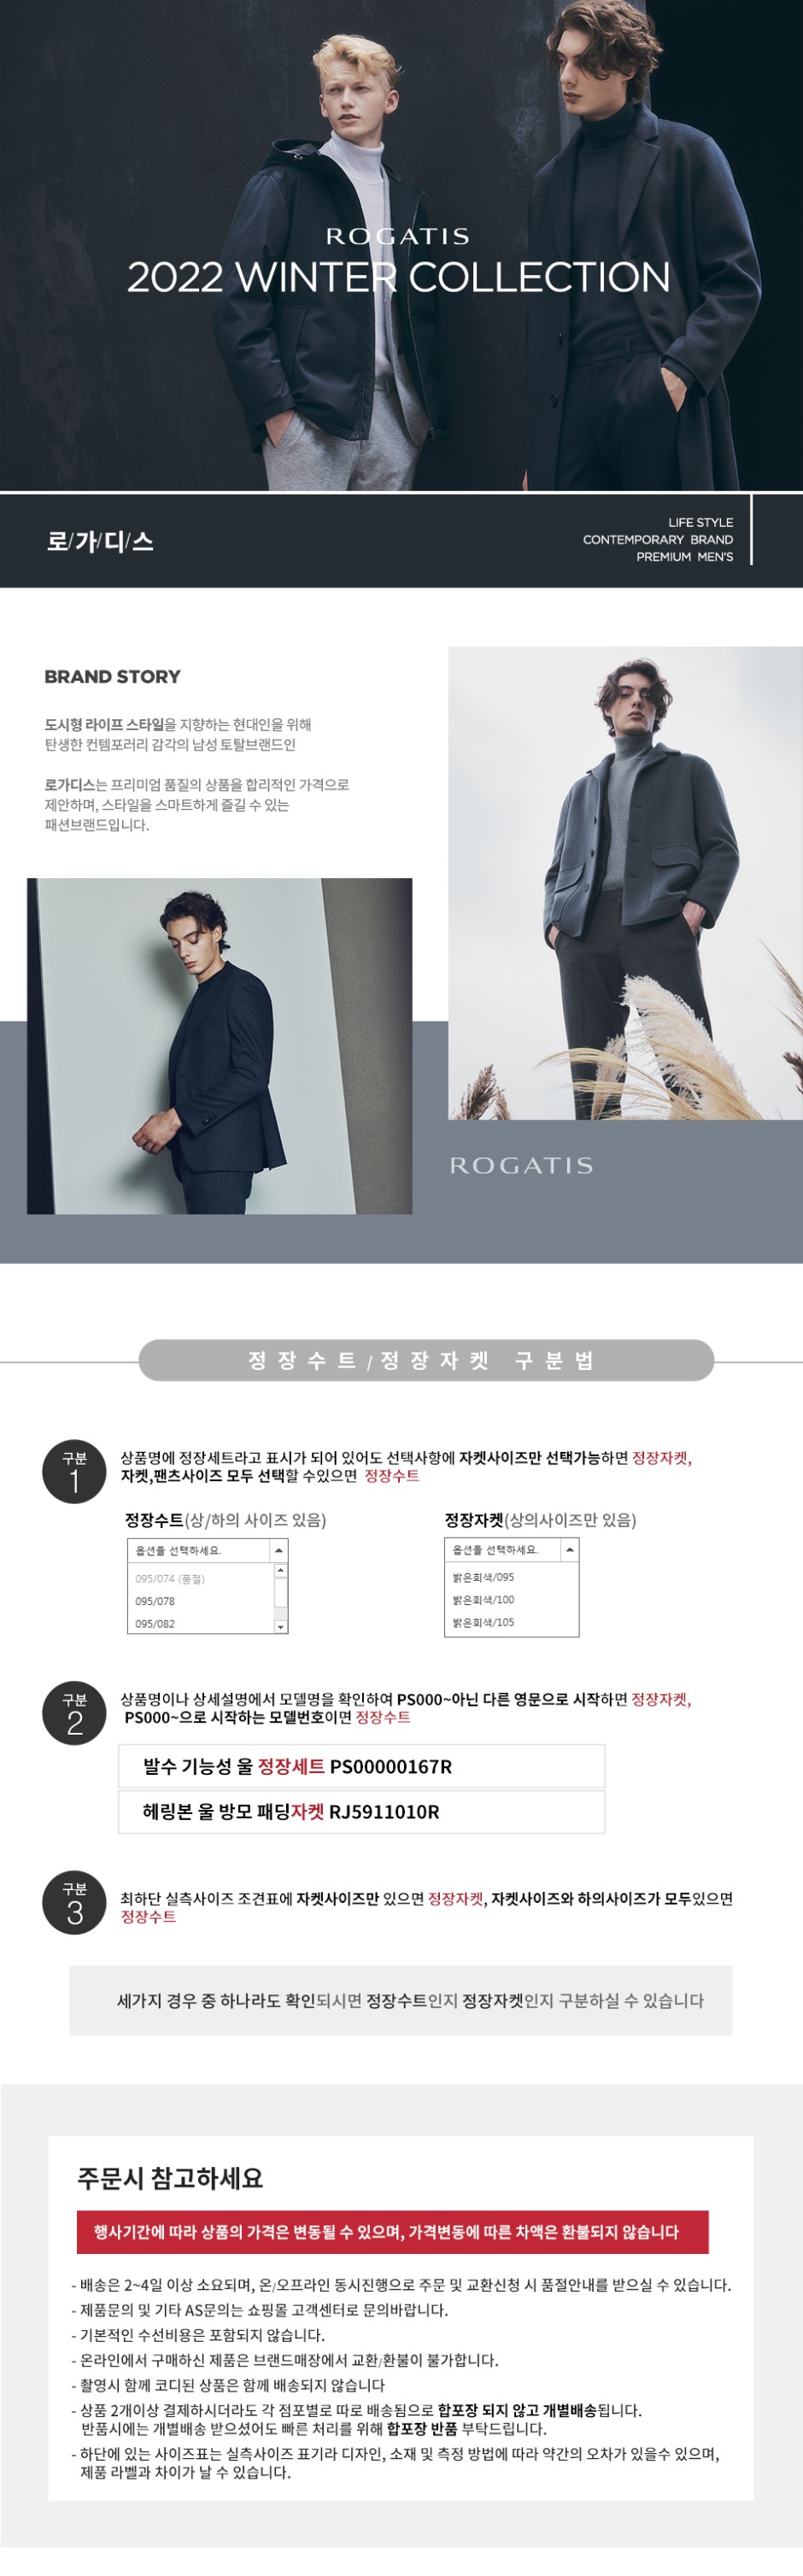 ROGATIS
2022 WINTER COLLECTION
로/가/디/스
LIFE STYLE
CONTEMPORARY BRAND
PREMIUM MEN'S
BRAND STORY
도시형 라이프 스타일을 지향하는 현대인을 위해
탄생한 컨템포러리 감각의 남성 토탈브랜드인
로가디스는 프리미엄 품질의 상품을 합리적인 가격으로
제안하며, 스타일을 스마트하게 즐길 수 있는
패션브랜드입니다.
ROGATIS
정장수트/정장자켓 구분법
구분
1
상품명에 정장세트라고 표시가 되어 있어도 선택사항에 자켓사이즈만 선택가능하면 정장자켓,
자켓,팬츠사이즈 모두 선택할 수있으면 정장수트
정장수트(상/하의 사이즈 있음)
옵션을 선택하세요.
095/074 (품절)
095/078
095/082
정장자켓(상의사이즈만 있음)
옵션을 선택하세요.
밝은회색/095
밝은회색/100
밝은회색/105
구분
2
상품명이나 상세설명에서 모델명을 확인하여 PS000~아닌 다른 영문으로 시작하면 정장자켓,
PS000~으로 시작하는 모델번호이면 정장수트
발수 기능성 울 정장세트 PS00000167R
헤링본 울 방모 패딩자켓 RJ5911010R
구분
3
최하단 실측사이즈 조견표에 자켓사이즈만 있으면 정장자켓, 자켓사이즈와 하의사이즈가 모두있으면
정장수트
세가지 경우 중 하나라도 확인되시면 정장수트인지 정장자켓인지 구분하실 수 있습니다
주문시 참고하세요
행사기간에 따라 상품의 가격은 변동될 수 있으며, 가격변동에 따른 차액은 환불되지 않습니다
- 배송은 2~4일 이상 소요되며, 온/오프라인 동시진행으로 주문 및 교환신청 시 품절안내를 받으실 수 있습니다.
- 제품문의 및 기타 AS문의는 쇼핑몰 고객센터로 문의바랍니다.
- 기본적인 수선비용은 포함되지 않습니다.
- 온라인에서 구매하신 제품은 브랜드매장에서 교환/환불이 불가합니다.
- 촬영시 함께 코디된 상품은 함께 배송되지 않습니다
- 상품 2개이상 결제하시더라도 각 점포별로 따로 배송됨으로 합포장 되지 않고 개별배송됩니다.
반품시에는 개별배송 받으셨어도 빠른 처리를 위해 합포장 반품 부탁드립니다.
- 하단에 있는 사이즈표는 실측사이즈 표기라 디자인, 소재 및 측정 방법에 따라 약간의 오차가 있을수 있으며,
제품 라벨과 차이가 날 수 있습니다.